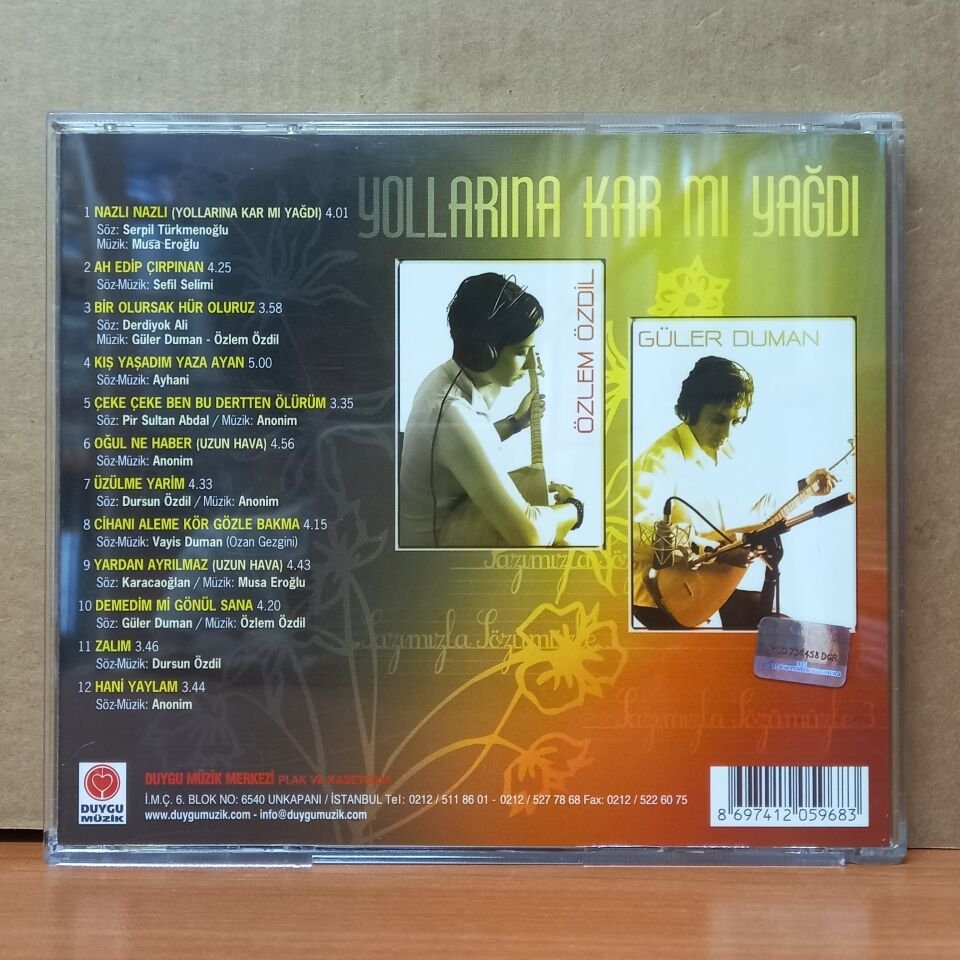 YOLLARINA KAR MI YAĞDI
1 NAZLI NAZLI (YOLLARINA KAR MI YAĞDI) 4.01
Söz: Serpil Türkmenoğlu
Müzik: Musa Eroğlu
2 AH EDİP ÇIRPINAN 4.25
Söz-Müzik: Sefil Selimi
3 BİR OLURSAK HÜR OLURUZ 3.58
Söz: Derdiyok Ali
Müzik: Güler Duman - Özlem Özdil
4 KIŞ YAŞADIM YAZA AYAN 5.00
Söz-Müzik: Ayhani
5 ÇEKE ÇEKE BEN BU DERTTEN ÖLÜRÜM 3.35
Söz: Pir Sultan Abdal / Müzik: Anonim
6 OĞUL NE HABER (UZUN HAVA) 4.56
Söz-Müzik: Anonim
7 ÜZÜLME YARİM 4.33
Söz: Dursun Özdil / Müzik: Anonim
8 CİHANI ALEME KÖR GÖZLE BAKMA 4.15
Söz-Müzik: Vayis Duman (Ozan Gezgini)
9 YARDAN AYRILMAZ (UZUN HAVA) 4.43
Söz: Karacaoğlan / Müzik: Musa Eroğlu
10 DEMEDİM Mİ GÖNÜL SANA 4.20
Söz: Güler Duman / Müzik: Özlem Özdil
11 ZALIM 3.46
Söz-Müzik: Dursun Özdil
12 HANİ YAYLAM 3.44
Söz-Müzik: Anonim
ÖZLEM ÖZDİL
GÜLER DUMAN
Sazımızla Sö
Sazımızla Sözümüzle
Sazımızla Sözümüzle 3
YCD 736458 DGR
DUYGU MÜZİK
DUYGU MÜZİK MERKEZİ PLAK VE KASETÇİLİK
İ.M.Ç. 6. BLOK NO: 6540 UNKAPANI / İSTANBUL Tel: 0212 / 511 86 01 - 0212 / 527 78 68 Fax: 0212 / 522 60 75
www.duygumuzik.com - info@duygumuzik.com
8 697412 059683